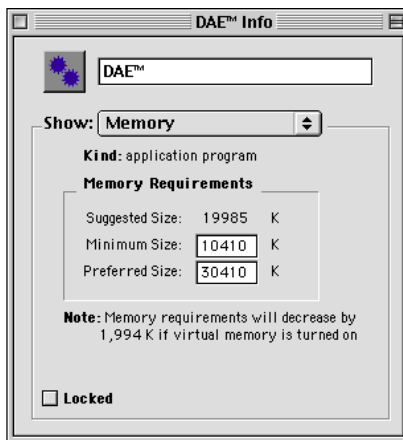 DAE™ Info
DAE™
Show: Memory
Kind: application program
Memory Requirements
Suggested Size: 19985 K
Minimum Size: 10410 K
Preferred Size: 30410 K
Note: Memory requirements will decrease by
1,994 K if virtual memory is turned on
Locked